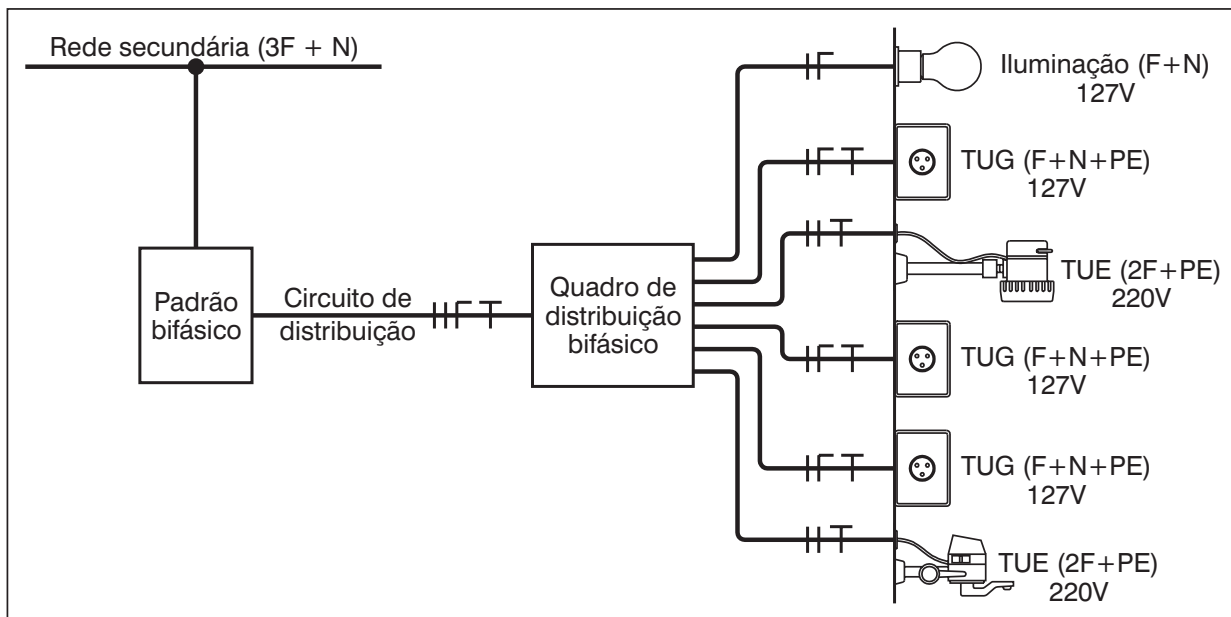 Rede secundária (3F + N)
Padrão
bifásico
Circuito de
distribuição
Quadro de
distribuição
bifásico
Iluminação (F+N)
127V
TUG (F+N+PE)
127V
TUE (2F+PE)
220V
TUG (F+N+PE)
127V
TUG (F+N+PE)
127V
TUE (2F+PE)
220V